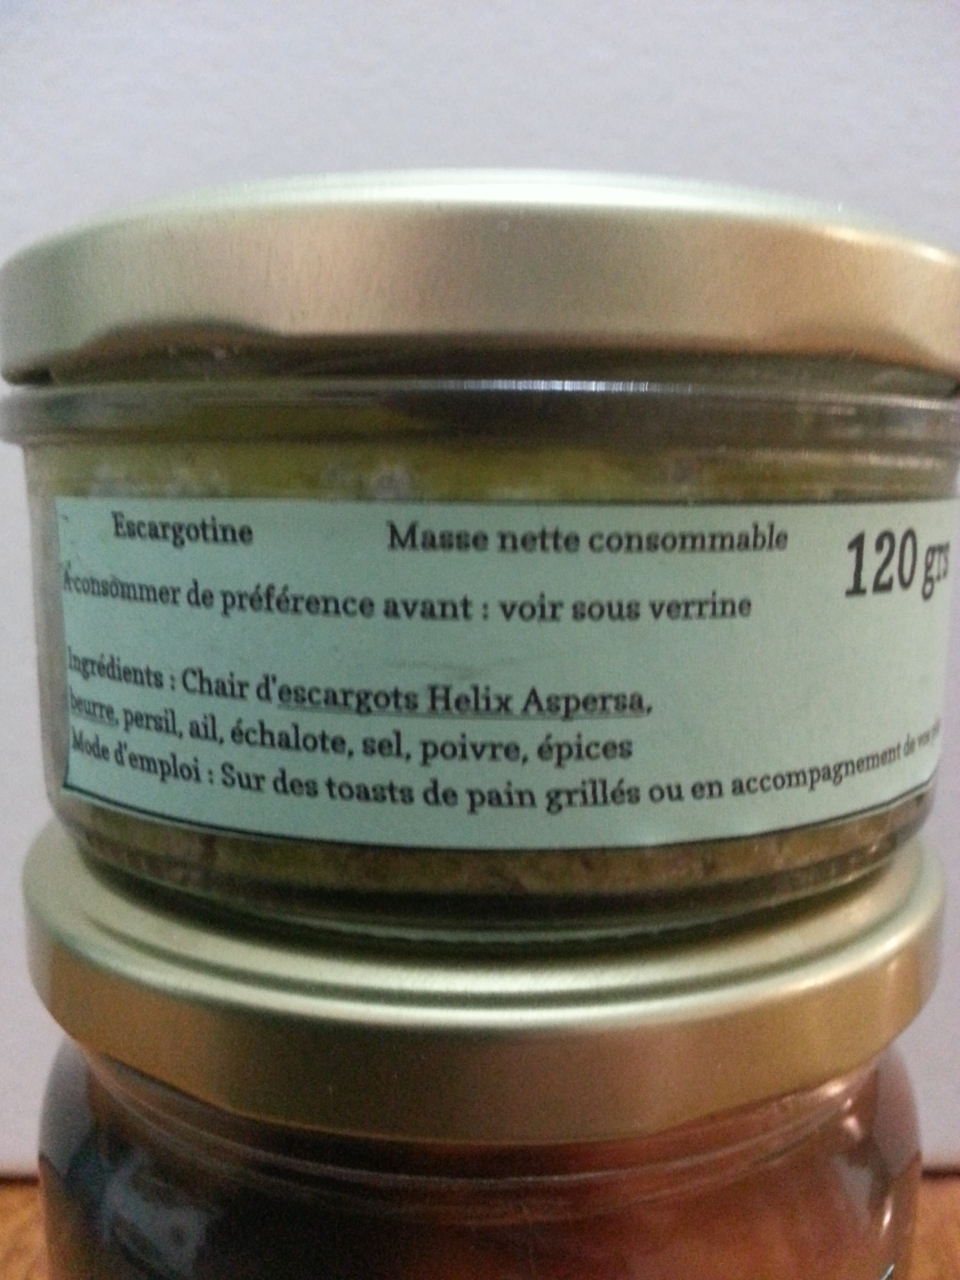 Escargotine Masse nette consommable 120 grs
A consommer de préférence avant : voir sous verrine
Ingrédients : Chair d'escargots Helix Aspersa,
beurre, persil, ail, échalote, sel, poivre, épices
Mode d'emploi : Sur des toasts de pain grillés ou en accompagnement de vos